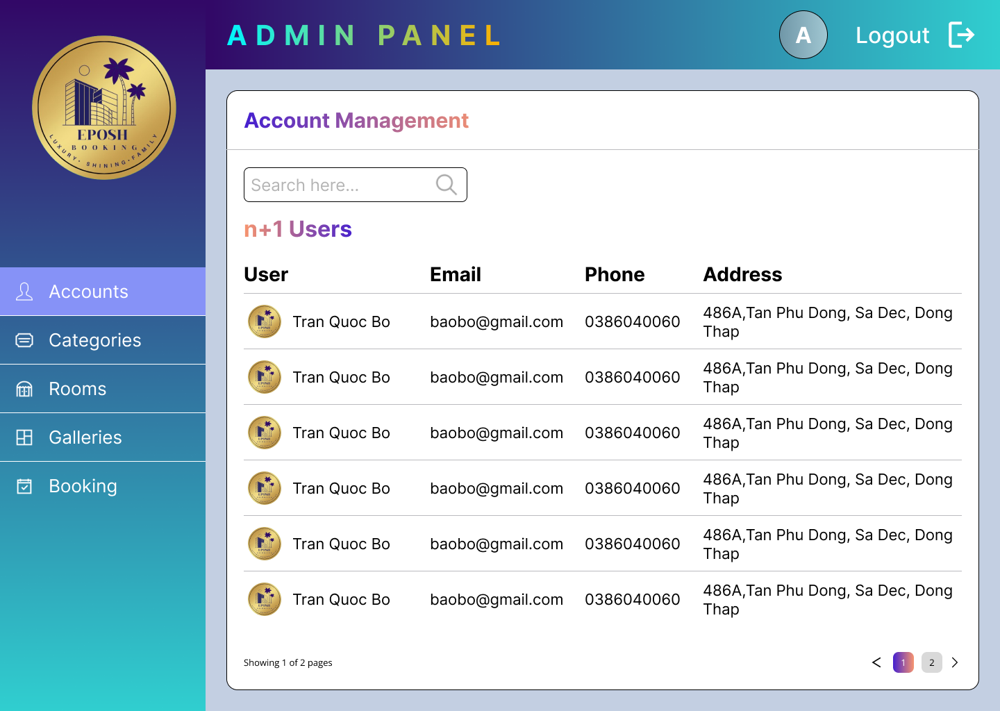 EPOSH
BOOKING
LUXURY • SHINING • FAMILY
ADMIN PANEL
A
Logout
Accounts
Categories
Rooms
Galleries
Booking
Account Management
Search here...
n+1 Users
User Email Phone Address
Tran Quoc Bo baobo@gmail.com 0386040060 486A,Tan Phu Dong, Sa Dec, Dong
Thap
Tran Quoc Bo baobo@gmail.com 0386040060 486A,Tan Phu Dong, Sa Dec, Dong
Thap
Tran Quoc Bo baobo@gmail.com 0386040060 486A,Tan Phu Dong, Sa Dec, Dong
Thap
Tran Quoc Bo baobo@gmail.com 0386040060 486A,Tan Phu Dong, Sa Dec, Dong
Thap
Tran Quoc Bo baobo@gmail.com 0386040060 486A,Tan Phu Dong, Sa Dec, Dong
Thap
Tran Quoc Bo baobo@gmail.com 0386040060 486A,Tan Phu Dong, Sa Dec, Dong
Thap
Showing 1 of 2 pages
1 2